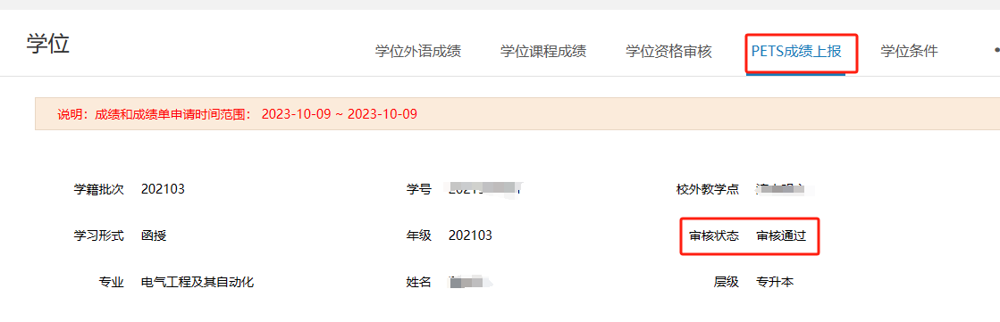 学位
学位外语成绩 学位课程成绩 学位资格审核 PETS成绩上报 学位条件
说明：成绩和成绩单申请时间范围： 2023-10-09 ~ 2023-10-09
学籍批次 202103 学号 校外教学点
学习形式 函授 年级 202103 审核状态 审核通过
专业 电气工程及其自动化 姓名 层级 专升本